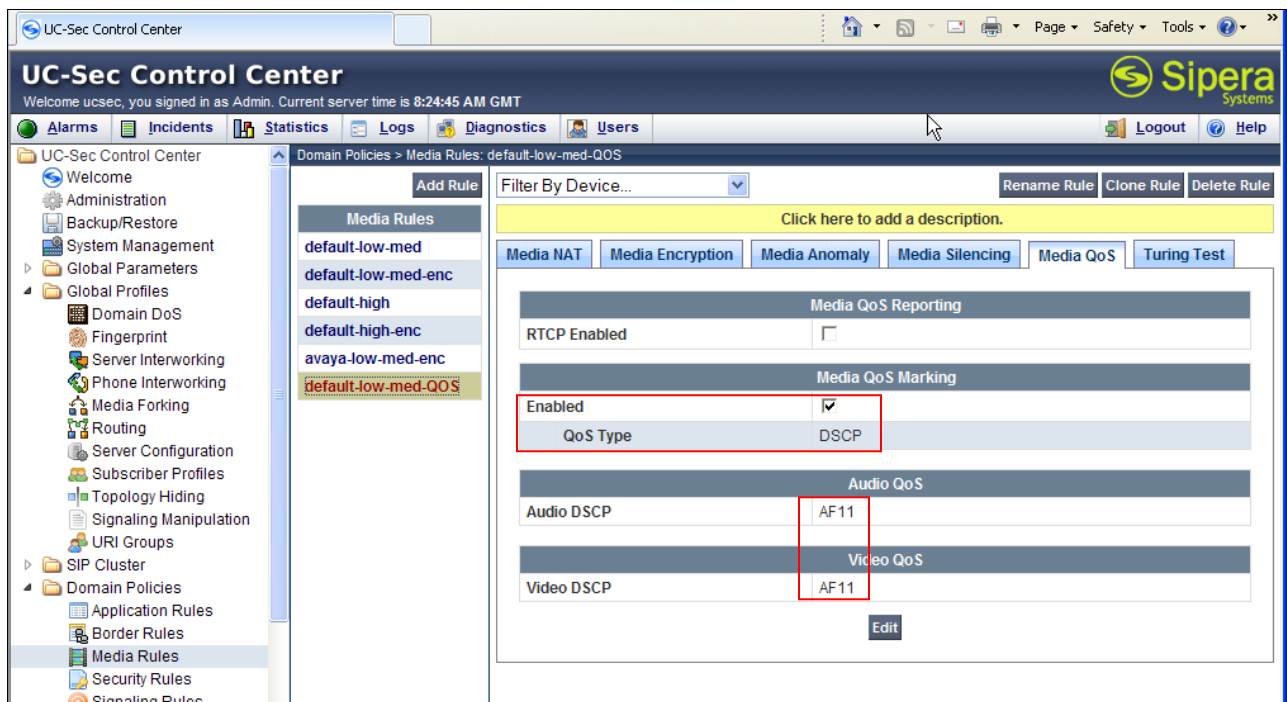 UC-Sec Control Center
Page
Safety
Tools
»
UC-Sec Control Center
Welcome ucsec, you signed in as Admin. Current server time is 8:24:45 AM GMT
Sipera
Systems
Alarms
Incidents
Statistics
Logs
Diagnostics
Users
Logout
Help
UC-Sec Control Center
Welcome
Administration
Backup/Restore
System Management
Global Parameters
Global Profiles
Domain DoS
Fingerprint
Server Interworking
Phone Interworking
Media Forking
Routing
Server Configuration
Subscriber Profiles
Topology Hiding
Signaling Manipulation
URI Groups
SIP Cluster
Domain Policies
Application Rules
Border Rules
Media Rules
Security Rules
Signaling Rules
Domain Policies > Media Rules: default-low-med-QOS
Add Rule
Media Rules
default-low-med
default-low-med-enc
default-high
default-high-enc
avaya-low-med-enc
default-low-med-QOS
Filter By Device...
Rename Rule
Clone Rule
Delete Rule
Click here to add a description.
Media NAT
Media Encryption
Media Anomaly
Media Silencing
Media QoS
Turing Test
Media QoS Reporting
RTCP Enabled
Media QoS Marking
Enabled
QoS Type DSCP
Audio QoS
Audio DSCP AF11
Video QoS
Video DSCP AF11
Edit